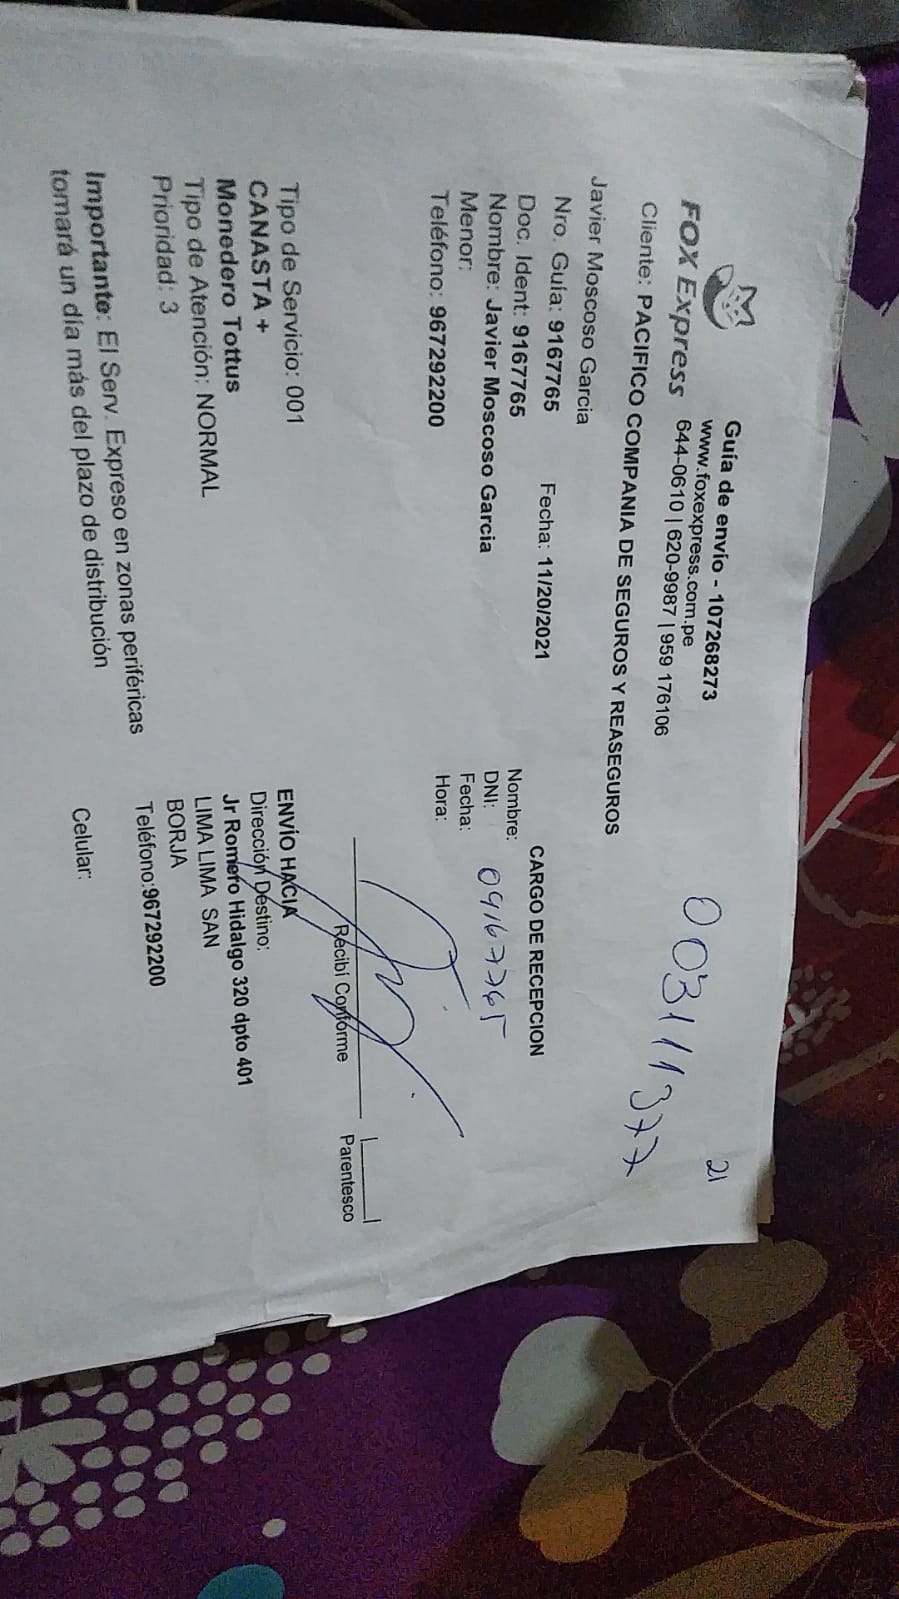 Guía de envío - 107268273
www.foxexpress.com.pe
FOX Express 644-0610 | 620-9987 | 959 176106
Cliente: PACIFICO COMPANIA DE SEGUROS Y REASEGUROS
Javier Moscoso Garcia
Nro. Guía: 9167765 Fecha: 11/20/2021
Doc. Ident: 9167765
Nombre: Javier Moscoso Garcia
Menor:
Teléfono: 967292200
Tipo de Servicio: 001
CANASTA +
Monedero Tottus
Tipo de Atención: NORMAL
Prioridad: 3
Importante: El Serv. Expreso en zonas periféricas
tomará un día más del plazo de distribución
21
003111377
CARGO DE RECEPCION
Nombre:
DNI: 09167765
Fecha:
Hora:
Recibí Conforme
Parentesco
ENVÍO HACIA
Dirección Destino:
Jr Romero Hidalgo 320 dpto 401
LIMA LIMA SAN
BORJA
Teléfono:967292200
Celular: